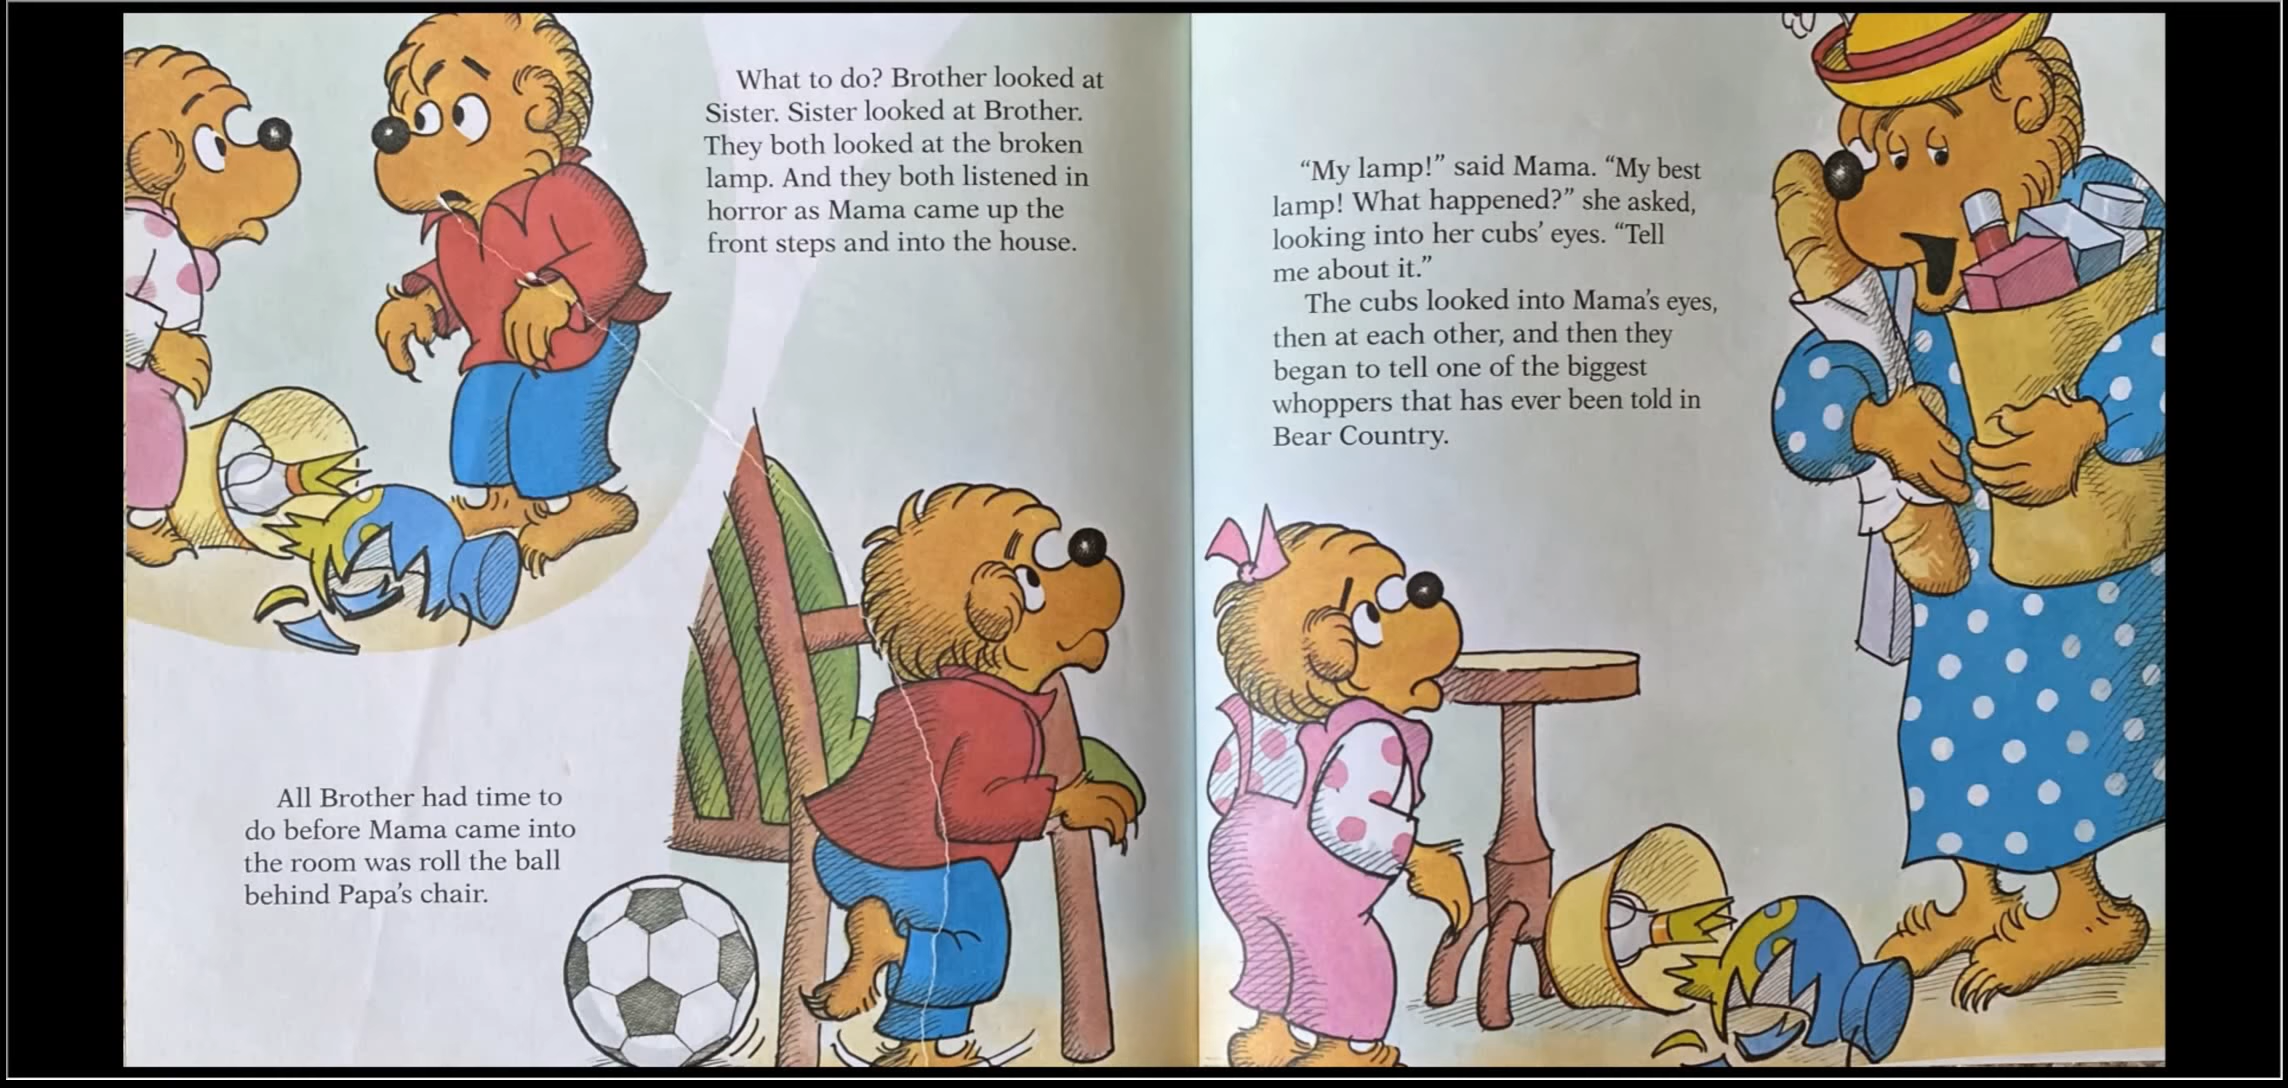 What to do? Brother looked at
Sister. Sister looked at Brother.
They both looked at the broken
lamp. And they both listened in
horror as Mama came up the
front steps and into the house.
All Brother had time to
do before Mama came into
the room was roll the ball
behind Papa's chair.
“My lamp!” said Mama. “My best
lamp! What happened?” she asked,
looking into her cubs' eyes. “Tell
me about it.”
The cubs looked into Mama's eyes,
then at each other, and then they
began to tell one of the biggest
whoppers that has ever been told in
Bear Country.